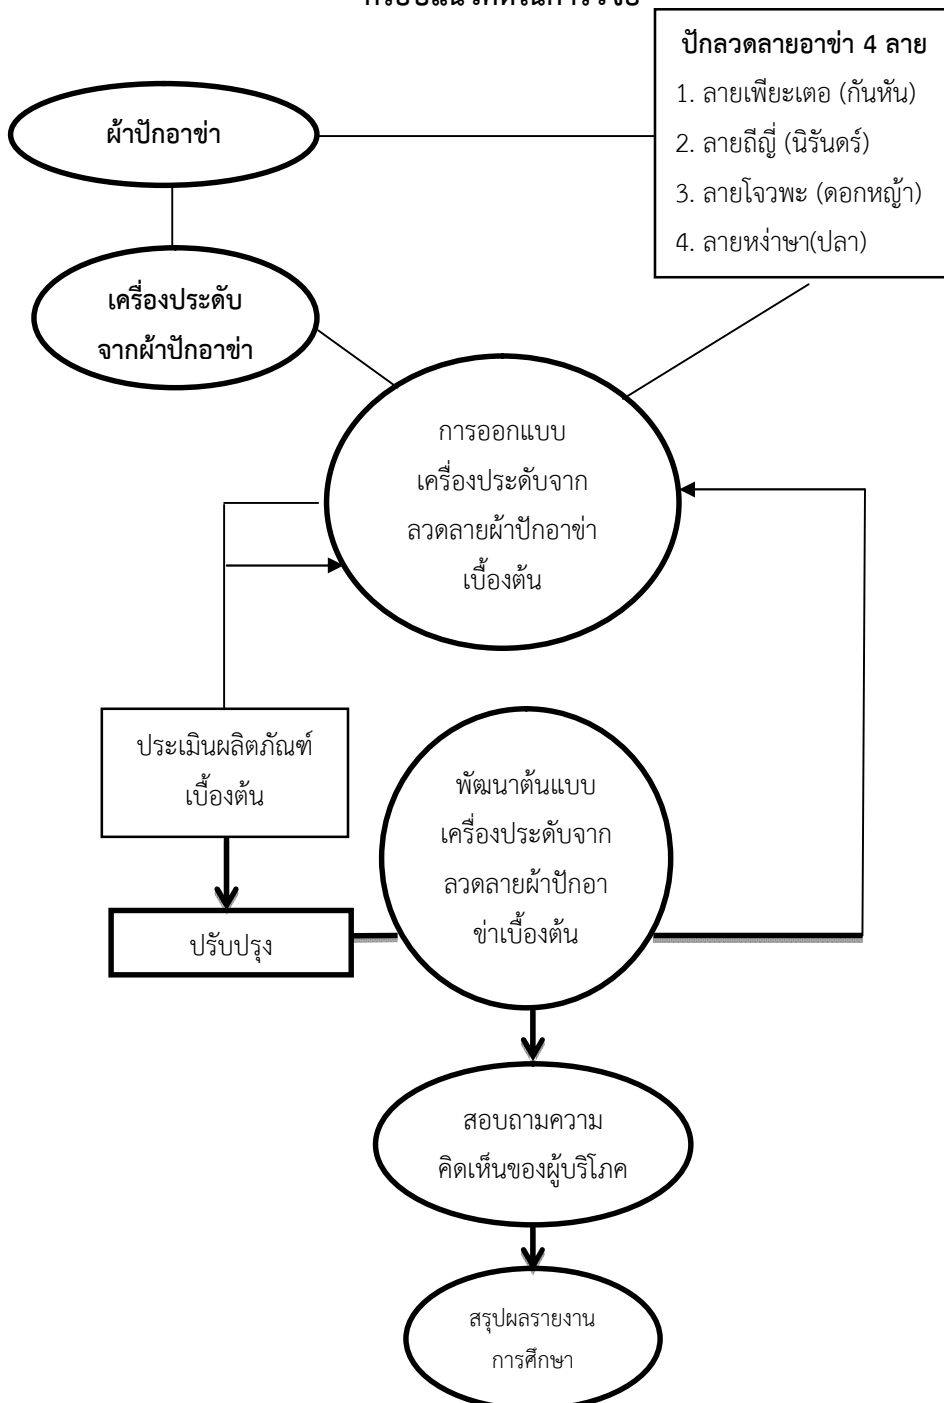 ปักลวดลายอาข่า 4 ลาย
1. ลายเพียะเตอ (กันหัน)
2. ลายถีญี่ (นิรันดร์)
3. ลายโจวพะ (ดอกหญ้า)
4. ลายหง่าษา(ปลา)
ผ้าปักอาข่า
เครื่องประดับ
จากผ้าปักอาข่า
การออกแบบ
เครื่องประดับจาก
ลวดลายผ้าปักอาข่า
เบื้องต้น
ประเมินผลิตภัณฑ์
เบื้องต้น
ปรับปรุง
พัฒนาต้นแบบ
เครื่องประดับจาก
ลวดลายผ้าปักอา
ข่าเบื้องต้น
สอบถามความ
คิดเห็นของผู้บริโภค
สรุปผลรายงาน
การศึกษา